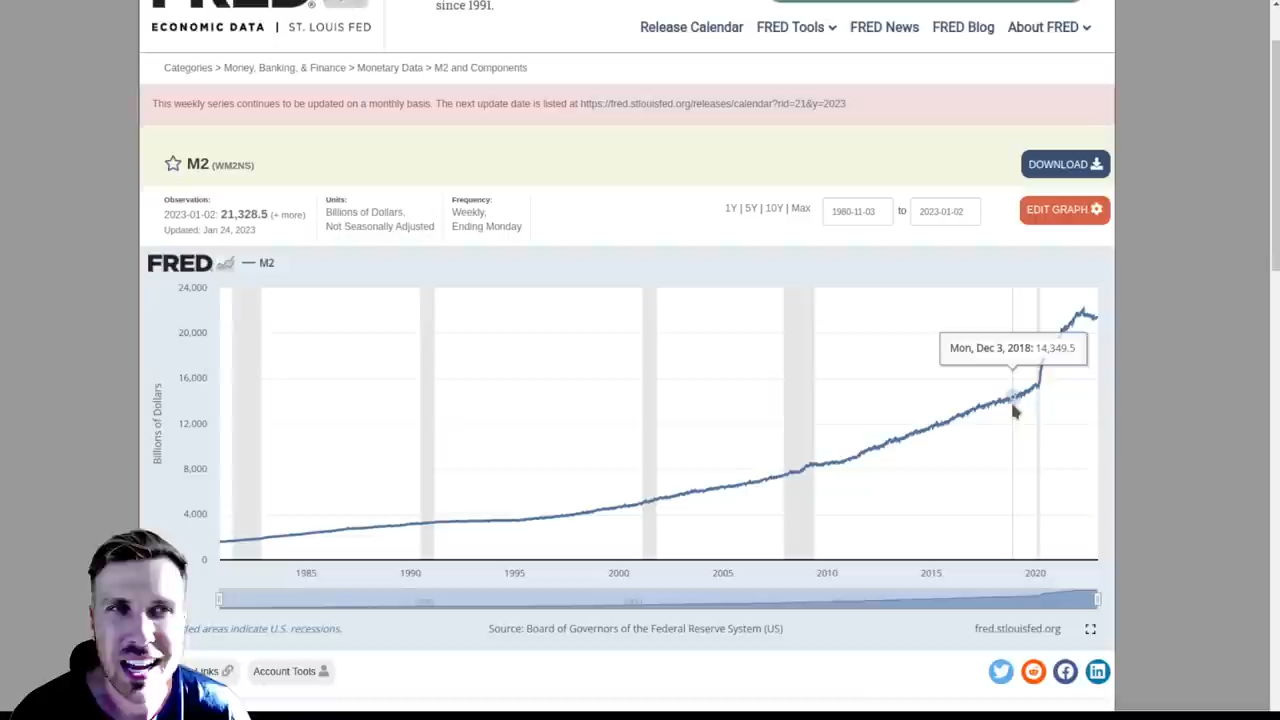 FRED
®
since 1991.
ECONOMIC DATA | ST. LOUIS FED
Release Calendar FRED Tools FRED News FRED Blog About FRED
Categories > Money, Banking, & Finance > Monetary Data > M2 and Components
This weekly series continues to be updated on a monthly basis. The next update date is listed at https://fred.stlouisfed.org/releases/calendar?rid=21&y=2023
M2 (WM2NS)
DOWNLOAD
Observation:
2023-01-02: 21,328.5 (+ more)
Updated: Jan 24, 2023
Units:
Billions of Dollars,
Not Seasonally Adjusted
Frequency:
Weekly,
Ending Monday
1Y | 5Y | 10Y | Max
1980-11-03 to 2023-01-02
EDIT GRAPH
FRED — M2
24,000
20,000
16,000
12,000
8,000
4,000
0
Billions of Dollars
Mon, Dec 3, 2018: 14,349.5
1985 1990 1995 2000 2005 2010 2015 2020
areas indicate U.S. recessions.
Source: Board of Governors of the Federal Reserve System (US)
fred.stlouisfed.org
Links
Account Tools